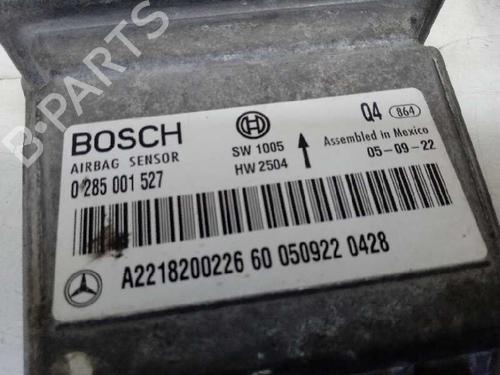 BOSCH
AIRBAG SENSOR
0 285 001 527
SW 1005
HW 2504
Q4 864
Assembled in Mexico
05-09-22
A2218200226 60 050922 0428
B-PARTS